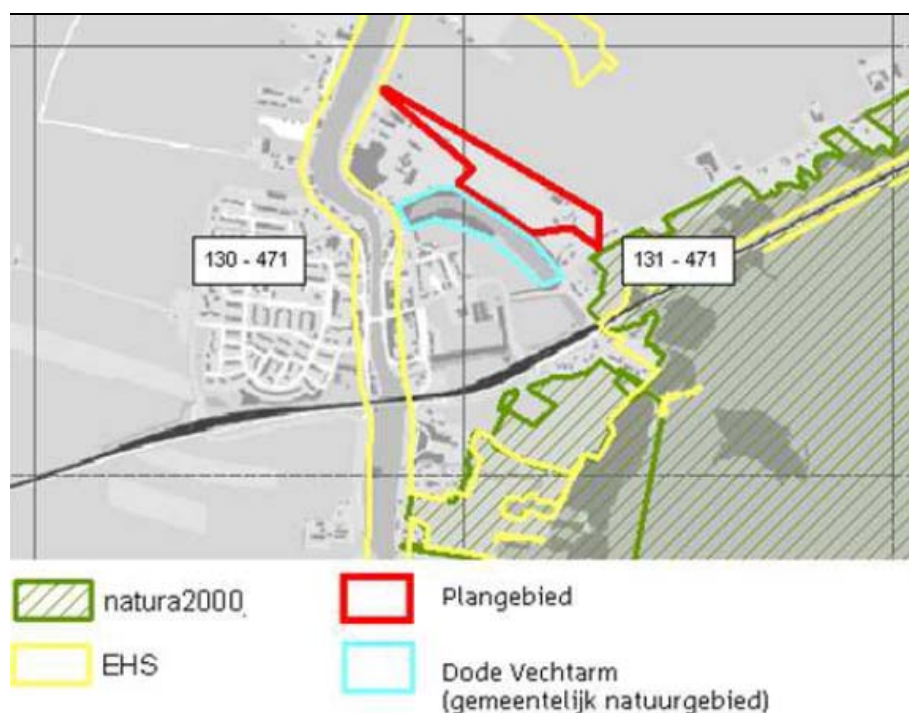 130 - 471
131 - 471
natura2000
EHS
Plangebied
Dode Vechtarm
(gemeentelijk natuurgebied)